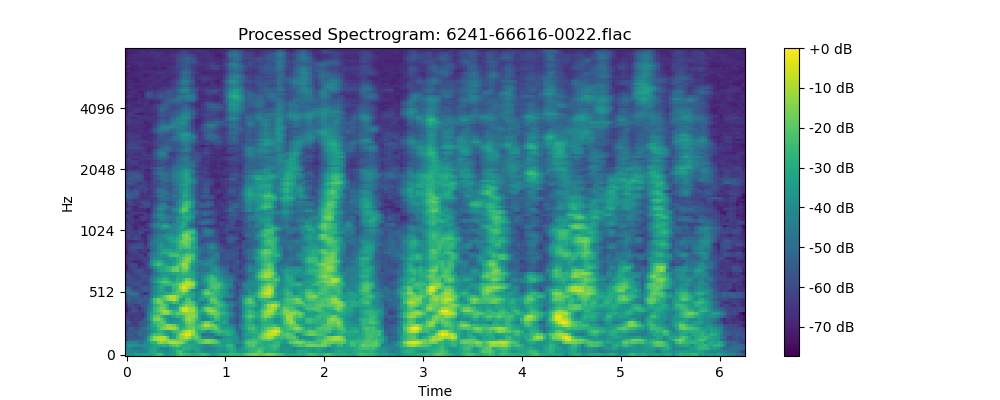 Processed Spectrogram: 6241-66616-0022.flac
Hz
4096
2048
1024
512
0
0 1 2 3 4 5 6
Time
+0 dB
-10 dB
-20 dB
-30 dB
-40 dB
-50 dB
-60 dB
-70 dB